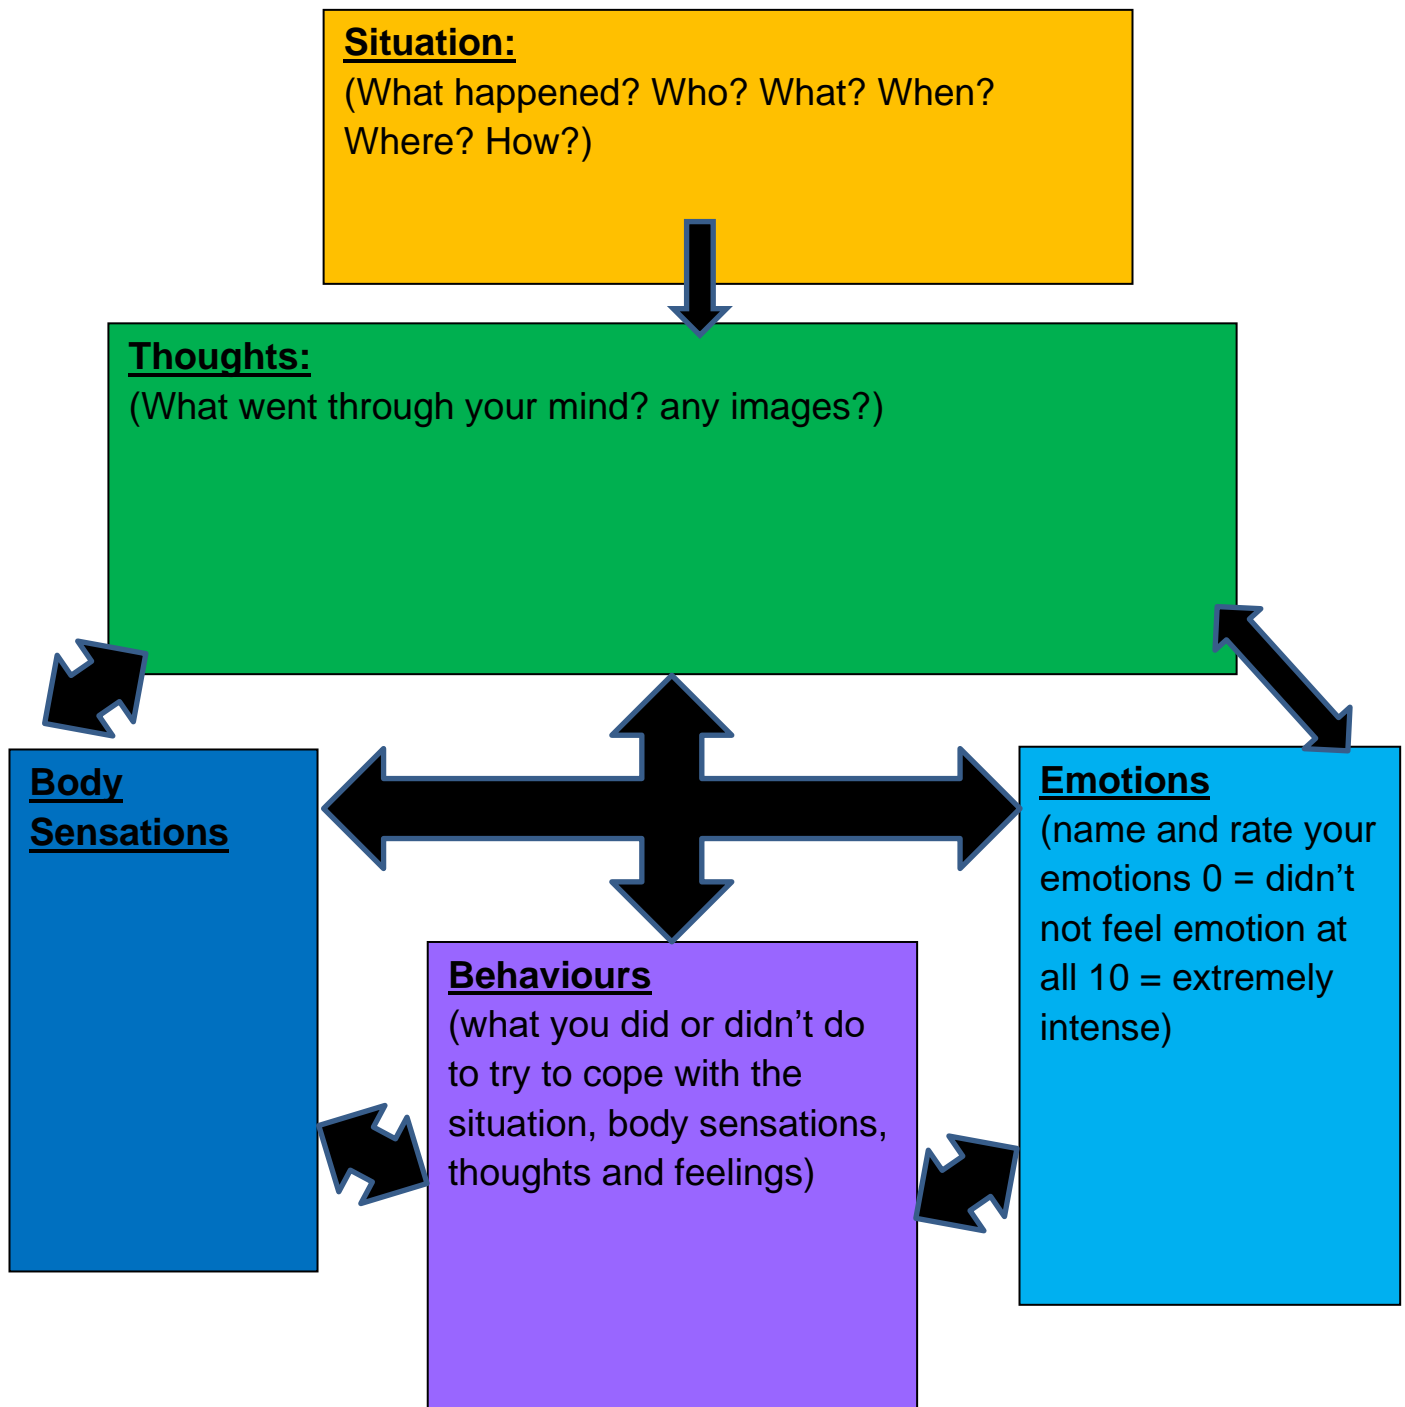 Situation:
(What happened? Who? What? When?
Where? How?)
Thoughts:
(What went through your mind? any images?)
Body
Sensations
Behaviours
(what you did or didn’t do
to try to cope with the
situation, body sensations,
thoughts and feelings)
Emotions
(name and rate your
emotions 0 = didn’t
not feel emotion at
all 10 = extremely
intense)